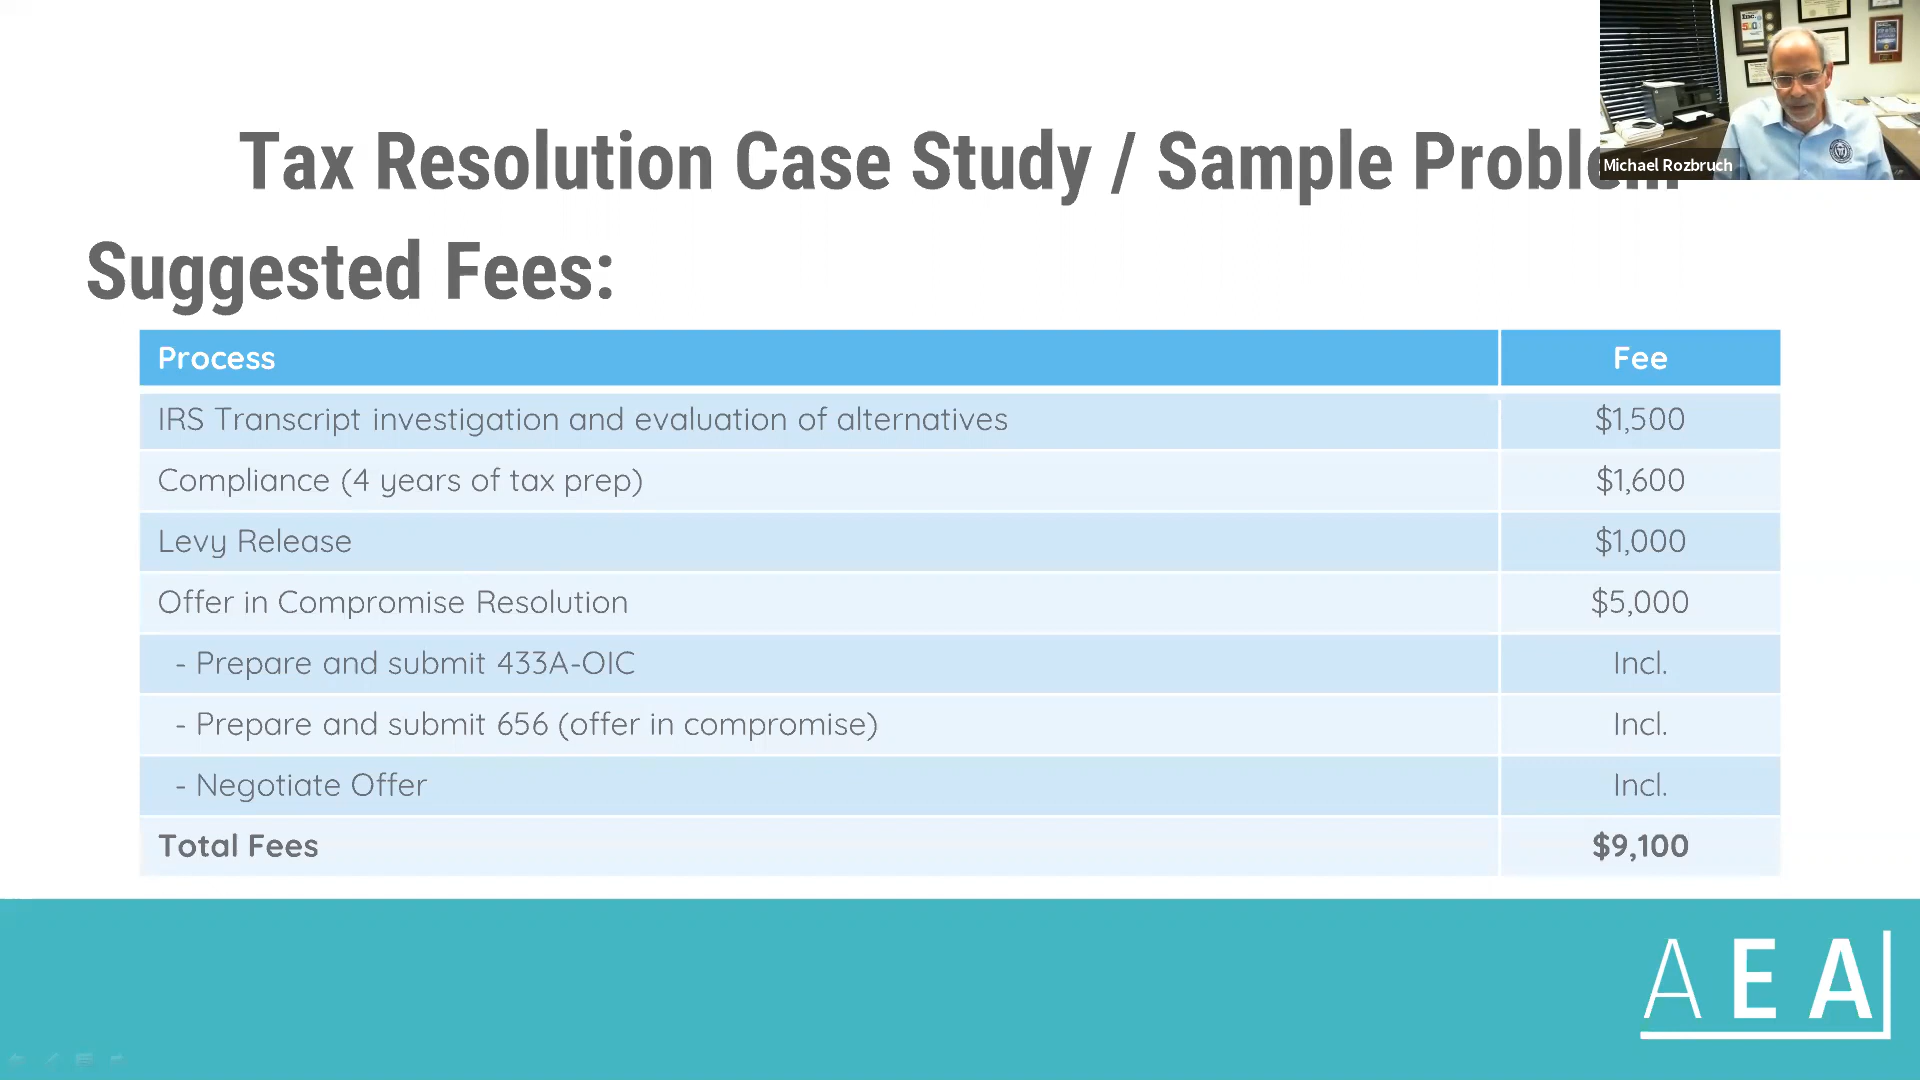 Tax Resolution Case Study / Sample Problem
Michael Rozbruch
Suggested Fees:
Process Fee
IRS Transcript investigation and evaluation of alternatives $1,500
Compliance (4 years of tax prep) $1,600
Levy Release $1,000
Offer in Compromise Resolution $5,000
- Prepare and submit 433A-OIC Incl.
- Prepare and submit 656 (offer in compromise) Incl.
- Negotiate Offer Incl.
Total Fees $9,100
AEA